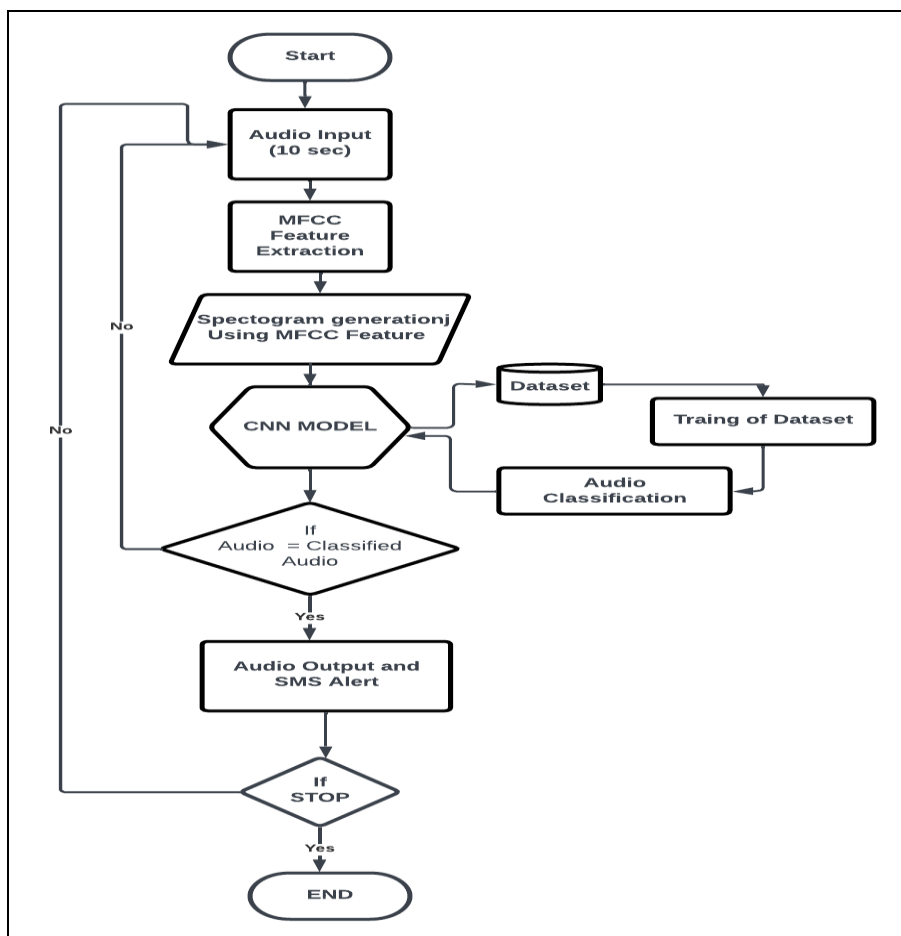 Start
Audio Input
(10 sec)
MFCC
Feature
Extraction
Spectogram generationj
Using MFCC Feature
No
CNN MODEL
Dataset
Traing of Dataset
Audio
Classification
No
If
Audio = Classified
Audio
Yes
Audio Output and
SMS Alert
If
STOP
Yes
END